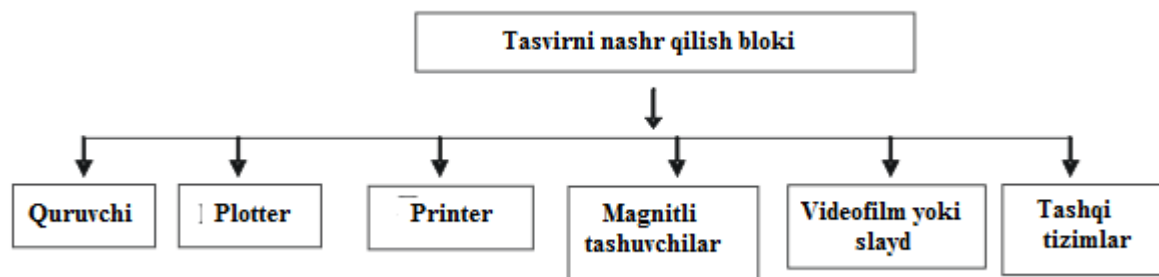 Tasvirni nashr qilish bloki
Quruvchi
Plotter
Printer
Magnitli
tashuvchilar
Videofilm yoki
slayd
Tashqi
tizimlar